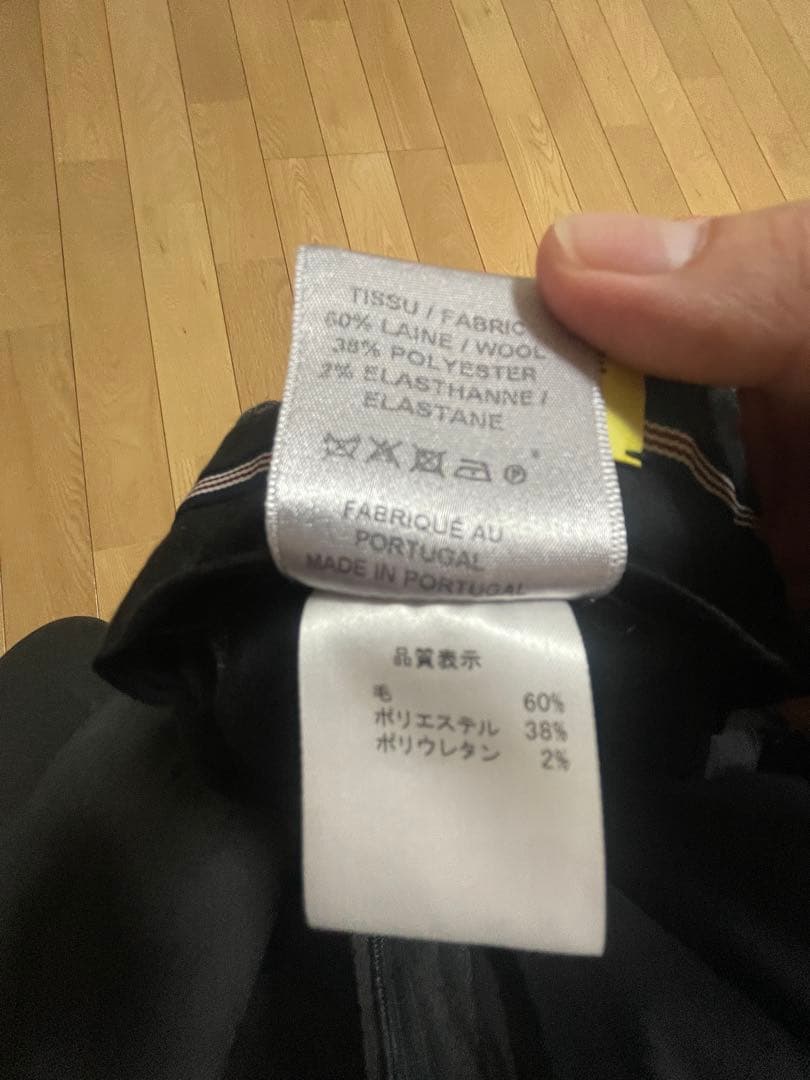 TISSU / FABRIC
60% LAINE / WOOL
38% POLYESTER
2% ELASTHANNE /
ELASTANE
P
FABRIQUÉ AU
PORTUGAL
MADE IN PORTUGAL
品質表示
毛 60%
ポリエステル 38%
ポリウレタン 2%